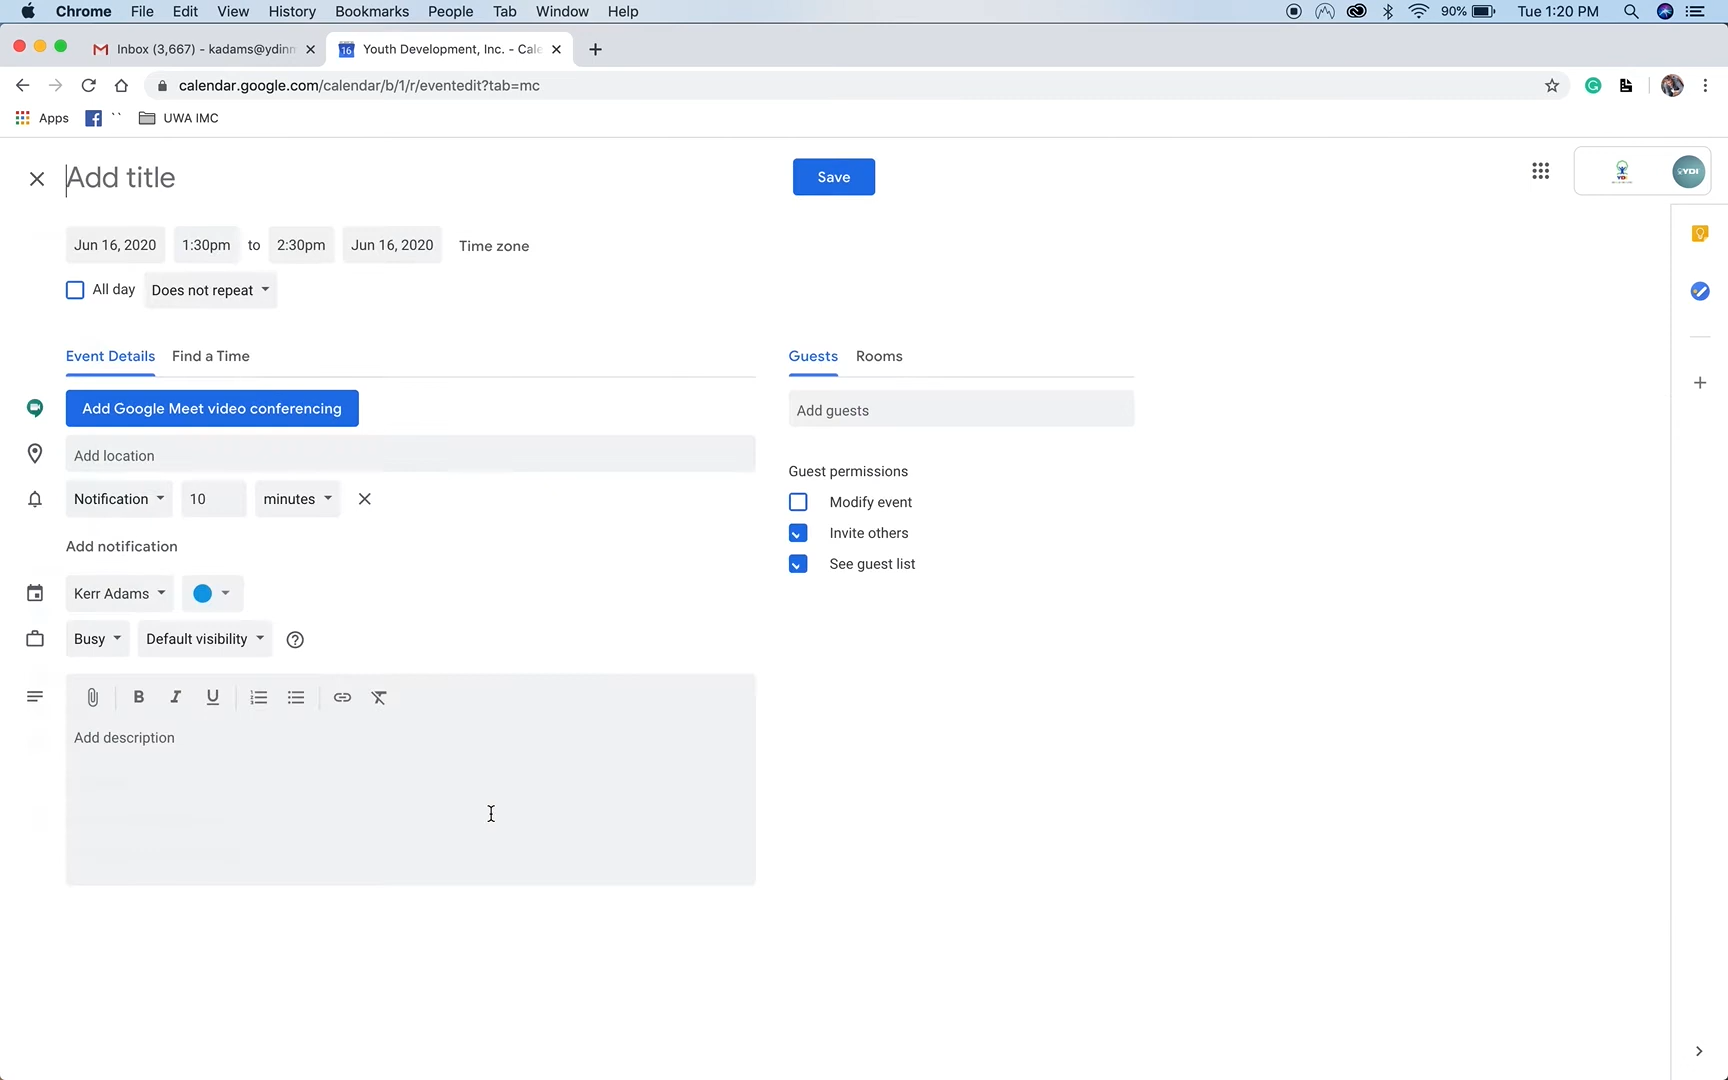 Chrome File Edit View History Bookmarks People Tab Window Help 90% Tue 1:20 PM
Inbox (3,667) - kadams@ydinm
16 Youth Development, Inc. - Cale
calendar.google.com/calendar/b/1/r/eventedit?tab=mc
Apps `` UWA IMC
Add title
Save
YDI
YDI
Jun 16, 2020 1:30pm to 2:30pm Jun 16, 2020 Time zone
All day Does not repeat
Event Details Find a Time
Guests Rooms
Add Google Meet video conferencing
Add guests
Add location
Guest permissions
Notification 10 minutes
Modify event
Invite others
Add notification
See guest list
Kerr Adams
Busy Default visibility
B I U
Add description